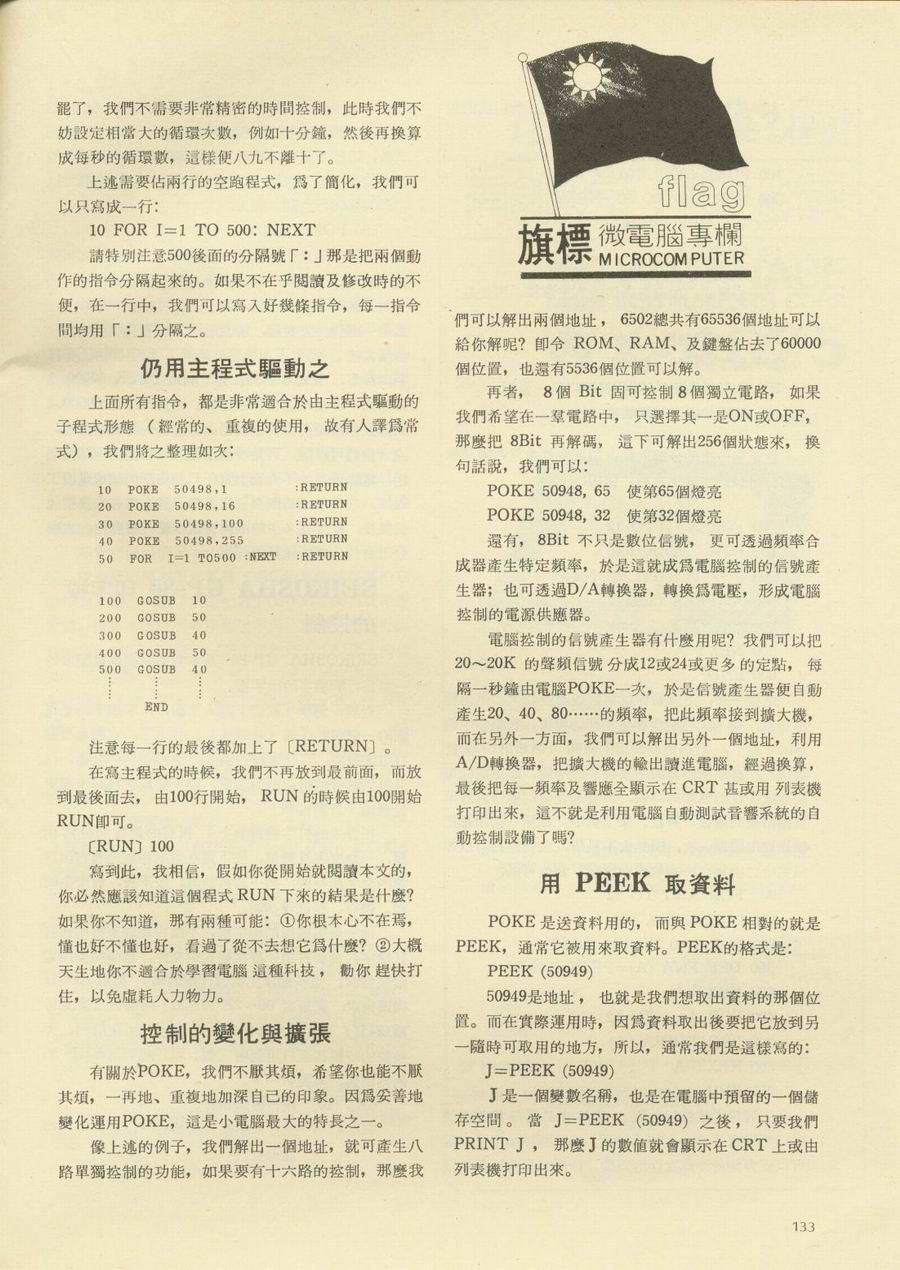 罷了，我們不需要非常精密的時間控制，此時我們不
妨設定相當大的循環次數，例如十分鐘，然後再換算
成每秒的循環數，這樣便八九不離十了。
上述需要佔兩行的空跑程式，爲了簡化，我們可
以只寫成一行：
10 FOR I=1 TO 500: NEXT
請特別注意500後面的分隔號「：」那是把兩個動
作的指令分隔起來的。如果不在乎閱讀及修改時的不
便，在一行中，我們可以寫入好幾條指令，每一指令
間均用「：」分隔之。
仍用主程式驅動之
上面所有指令，都是非常適合於由主程式驅動的
子程式形態（經常的、重複的使用，故有人譯爲常
式），我們將之整理如次：
10 POKE 50498,1 :RETURN
20 POKE 50498,16 :RETURN
30 POKE 50498,100 :RETURN
40 POKE 50498,255 :RETURN
50 FOR I=1 TO500 :NEXT :RETURN
100 GOSUB 10
200 GOSUB 50
300 GOSUB 40
400 GOSUB 50
500 GOSUB 40
⋮ ⋮ ⋮
END
注意每一行的最後都加上了〔RETURN〕。
在寫主程式的時候，我們不再放到最前面，而放
到最後面去，由100行開始，RUN 的時候由100開始
RUN卽可。
〔RUN〕100
寫到此，我相信，假如你從開始就閱讀本文的，
你必然應該知道這個程式 RUN 下來的結果是什麼？
如果你不知道，那有兩種可能：①你根本心不在焉，
懂也好不懂也好，看過了從不去想它爲什麼？②大概
天生地你不適合於學習電腦這種科技，勸你趕快打
住，以免虛耗人力物力。
控制的變化與擴張
有關於POKE，我們不厭其煩，希望你也能不厭
其煩，一再地、重複地加深自己的印象。因爲妥善地
變化運用POKE，這是小電腦最大的特長之一。
像上述的例子，我們解出一個地址，就可產生八
路單獨控制的功能，如果要有十六路的控制，那麼我
flag
旗標 微電腦專欄
MICROCOMPUTER
們可以解出兩個地址，6502總共有65536個地址可以
給你解呢？卽令 ROM、RAM、及鍵盤佔去了60000
個位置，也還有5536個位置可以解。
再者，8個 Bit 固可控制8個獨立電路，如果
我們希望在一羣電路中，只選擇其一是ON或OFF，
那麼把 8Bit 再解碼，這下可解出256個狀態來，換
句話說，我們可以：
POKE 50948, 65 使第65個燈亮
POKE 50948, 32 使第32個燈亮
還有，8Bit 不只是數位信號，更可透過頻率合
成器產生特定頻率，於是這就成爲電腦控制的信號產
生器；也可透過D/A轉換器，轉換爲電壓，形成電腦
控制的電源供應器。
電腦控制的信號產生器有什麼用呢？我們可以把
20～20K 的聲頻信號分成12或24或更多的定點，每
隔一秒鐘由電腦POKE一次，於是信號產生器便自動
產生20、40、80……的頻率，把此頻率接到擴大機，
而在另外一方面，我們可以解出另外一個地址，利用
A/D轉換器，把擴大機的輸出讀進電腦，經過換算，
最後把每一頻率及響應全顯示在 CRT 甚或用列表機
打印出來，這不就是利用電腦自動測試音響系統的自
動控制設備了嗎？
用 PEEK 取資料
POKE 是送資料用的，而與 POKE 相對的就是
PEEK，通常它被用來取資料。PEEK的格式是：
PEEK (50949)
50949是地址，也就是我們想取出資料的那個位
置。而在實際運用時，因爲資料取出後要把它放到另
一隨時可取用的地方，所以，通常我們是這樣寫的：
J=PEEK (50949)
J 是一個變數名稱，也是在電腦中預留的一個儲
存空間。當 J=PEEK (50949) 之後，只要我們
PRINT J，那麼 J 的數値就會顯示在 CRT 上或由
列表機打印出來。
133